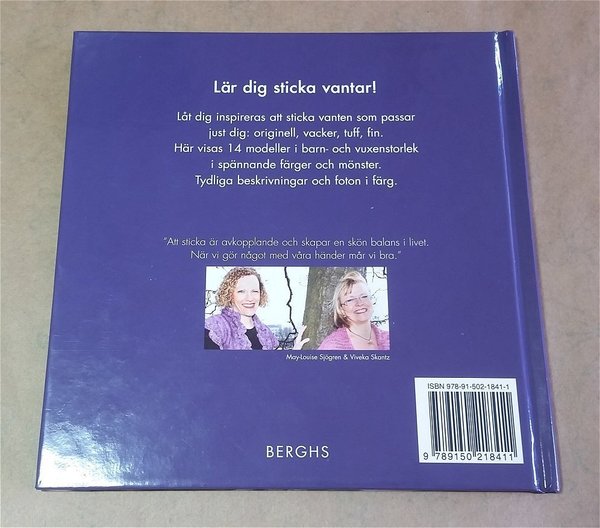 Lär dig sticka vantar!
Låt dig inspireras att sticka vanten som passar
just dig: originell, vacker, tuff, fin.
Här visas 14 modeller i barn- och vuxenstorlek
i spännande färger och mönster.
Tydliga beskrivningar och foton i färg.
"Att sticka är avkopplande och skapar en skön balans i livet.
När vi gör något med våra händer mår vi bra."
May-Louise Sjögren & Viveka Skantz
ISBN 978-91-502-1841-1
9 789150 218411
BERGHS